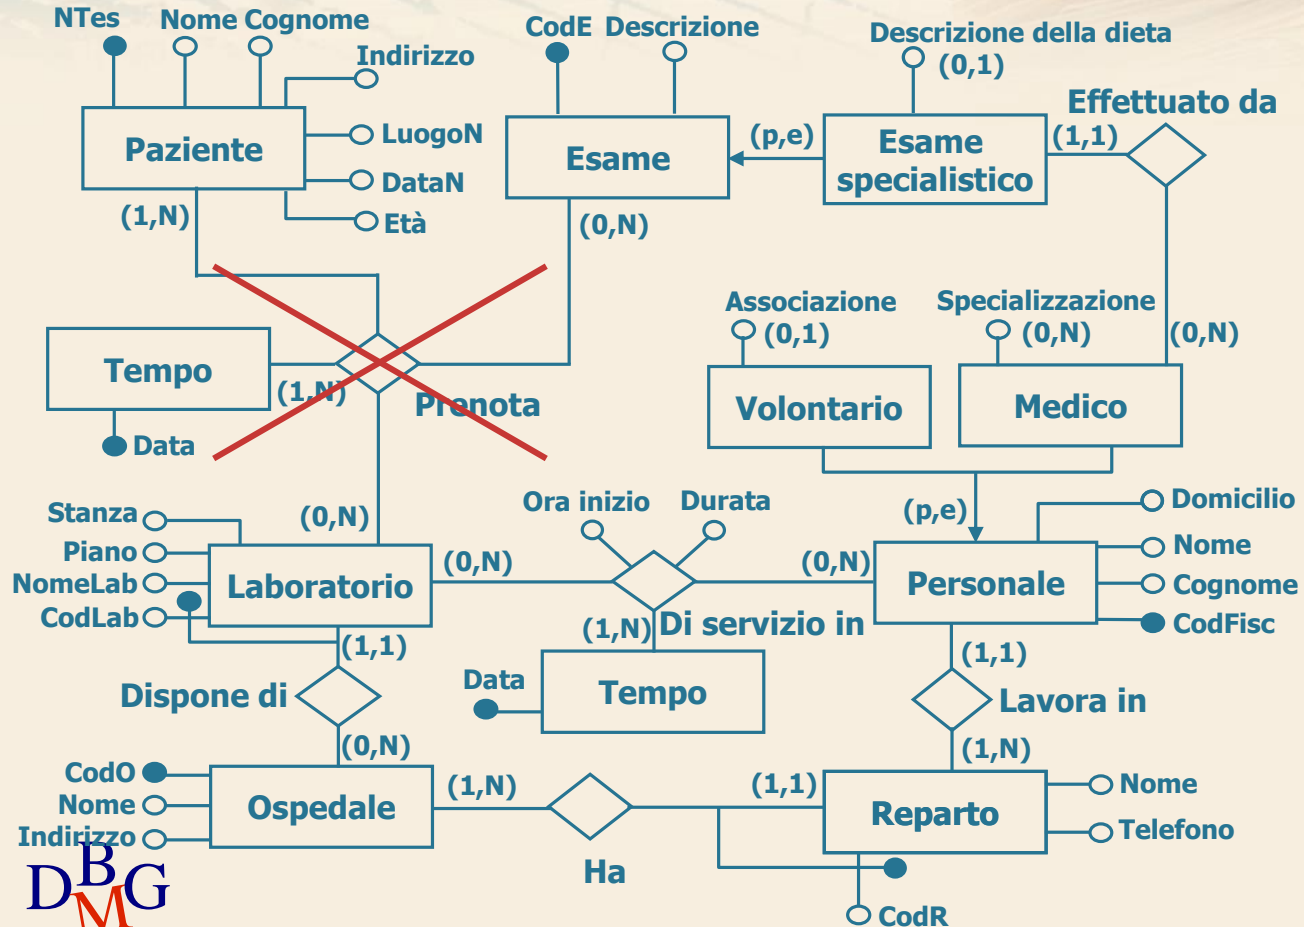 NTes
Nome Cognome
Indirizzo
Paziente
LuogoN
DataN
Età
(1,N)
CodE Descrizione
Esame
(0,N)
(p,e)
Descrizione della dieta
(0,1)
Esame
specialistico
(1,1)
Effettuato da
(0,N)
Tempo
(1,N)
Data
Prenota
Associazione
(0,1)
Volontario
Specializzazione
(0,N)
Medico
(p,e)
Stanza
Piano
NomeLab
CodLab
(0,N)
Laboratorio
(0,N)
(1,1)
Ora inizio
Durata
Di servizio in
(1,N)
Data
Tempo
(0,N)
Personale
Domicilio
Nome
Cognome
CodFisc
(1,1)
Lavora in
(1,N)
Dispone di
(0,N)
CodO
Nome
Indirizzo
Ospedale
(1,N)
Ha
(1,1)
Reparto
Nome
Telefono
CodR
DBMG